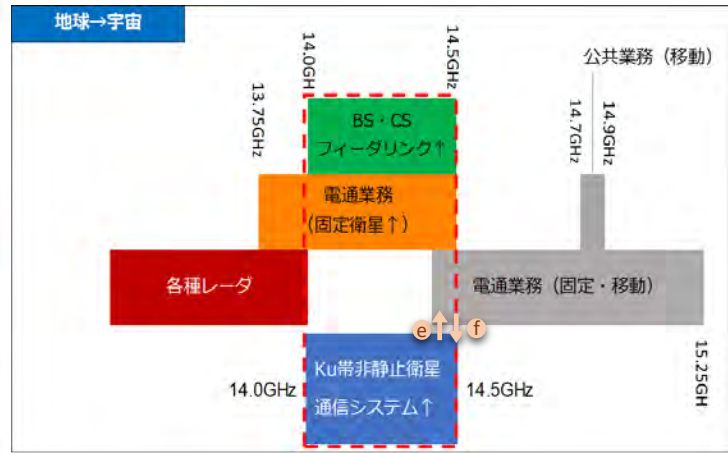 地球→宇宙
14.0GH
14.5GHz
公共業務（移動）
13.75GHz
14.7GHz
14.9GHz
BS・CS
フィーダリンク↑
電通業務
(固定衛星↑）
各種レーダ
電通業務（固定・移動）
e
f
Ku帯非静止衛星
通信システム↑
14.0GHz
14.5GHz
15.25GH